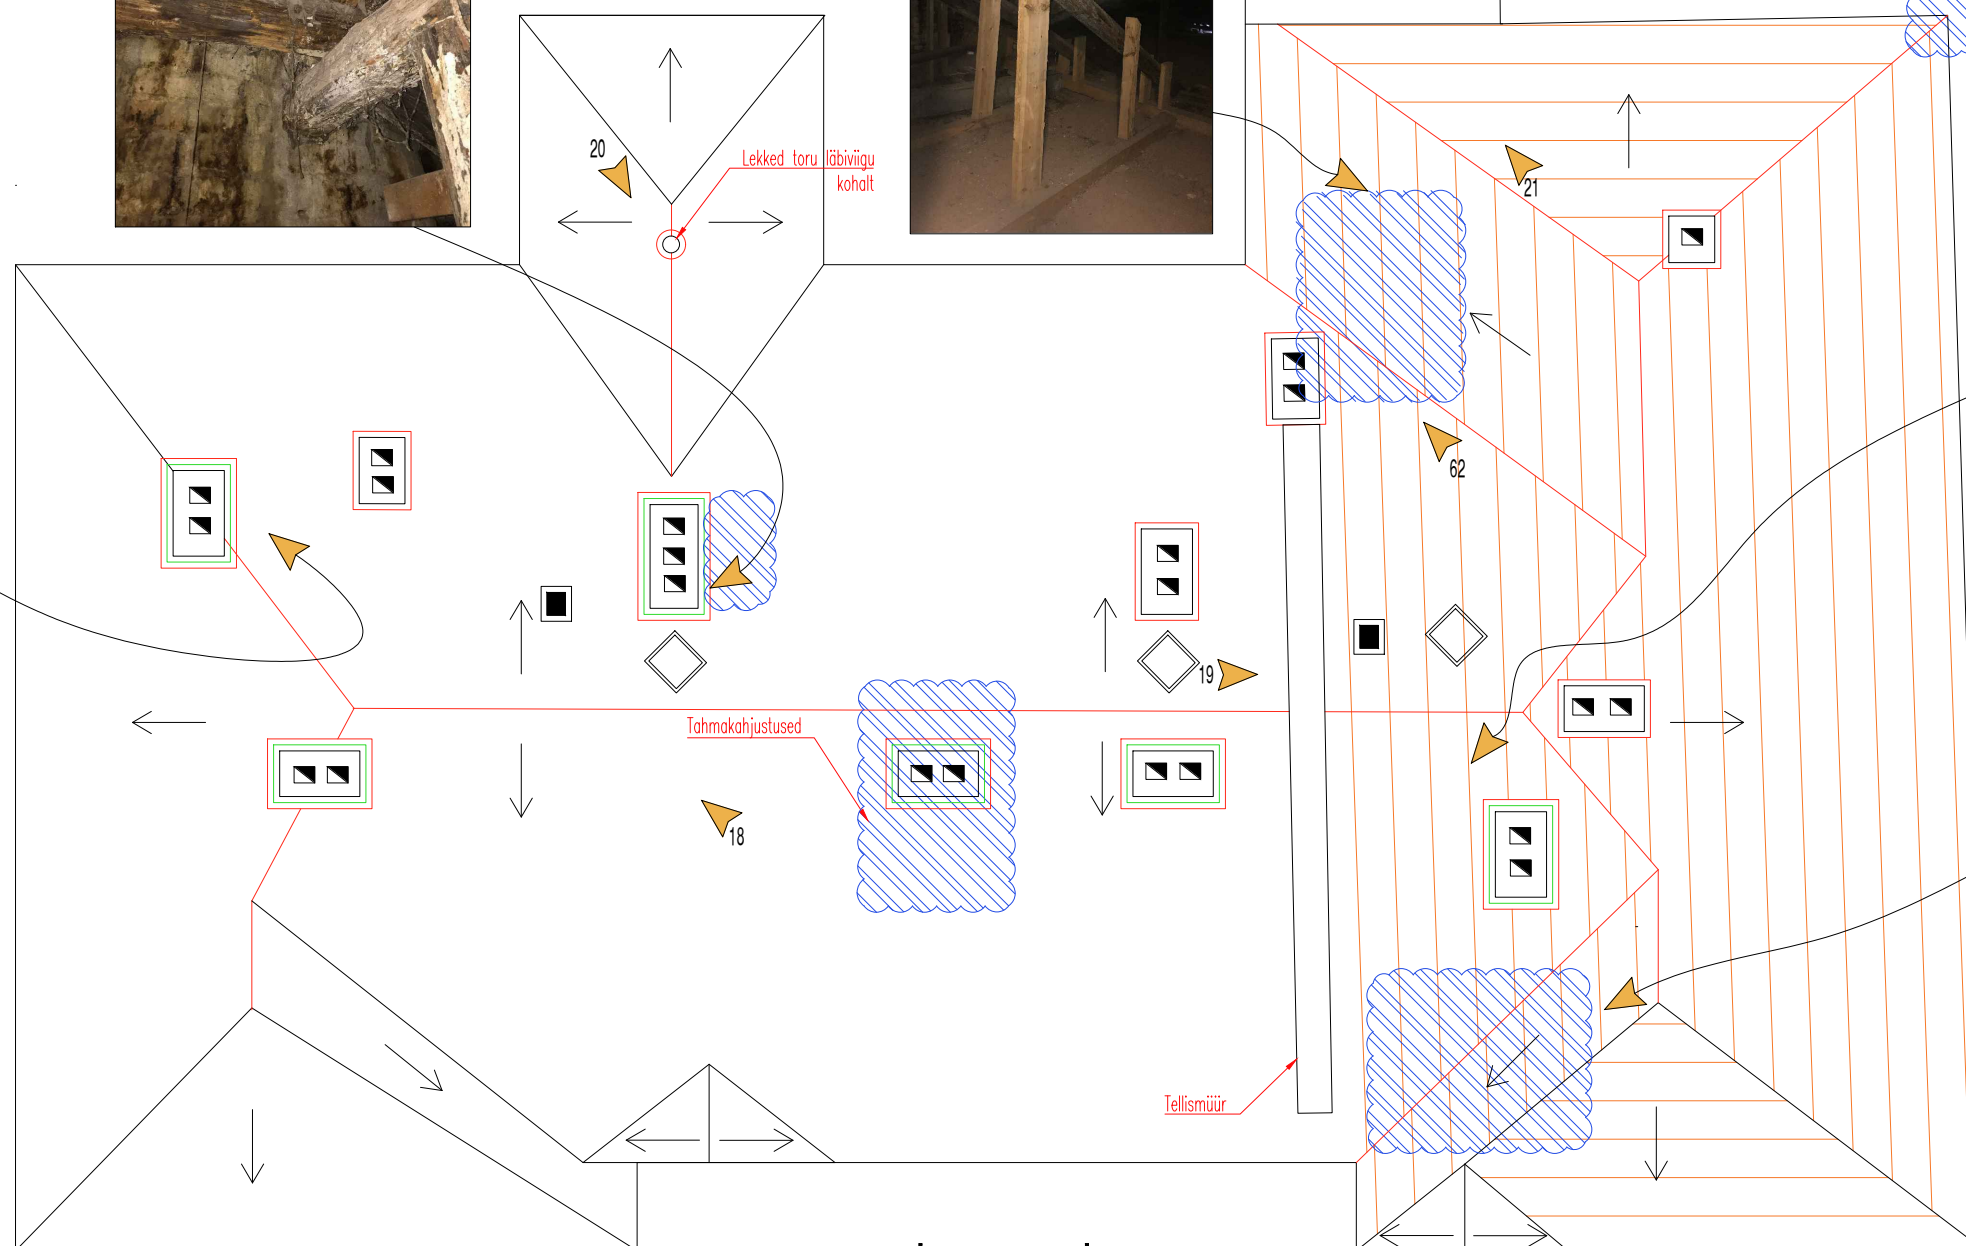 20
Lekked toru läbiviigu
kohalt
21
62
19
Tahmakahjustused
18
Tellismüür